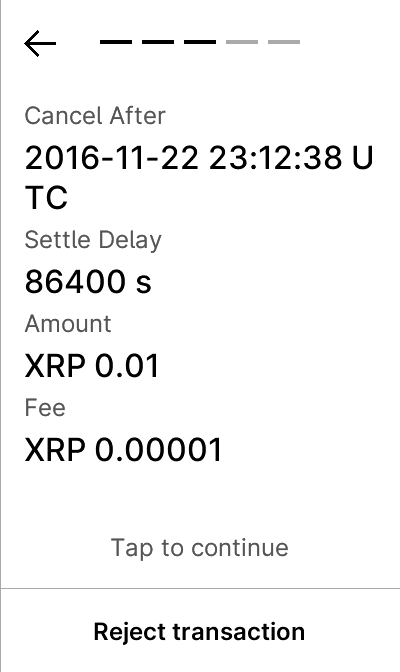 Cancel After
2016-11-22 23:12:38 U
TC
Settle Delay
86400 s
Amount
XRP 0.01
Fee
XRP 0.00001
Tap to continue
Reject transaction